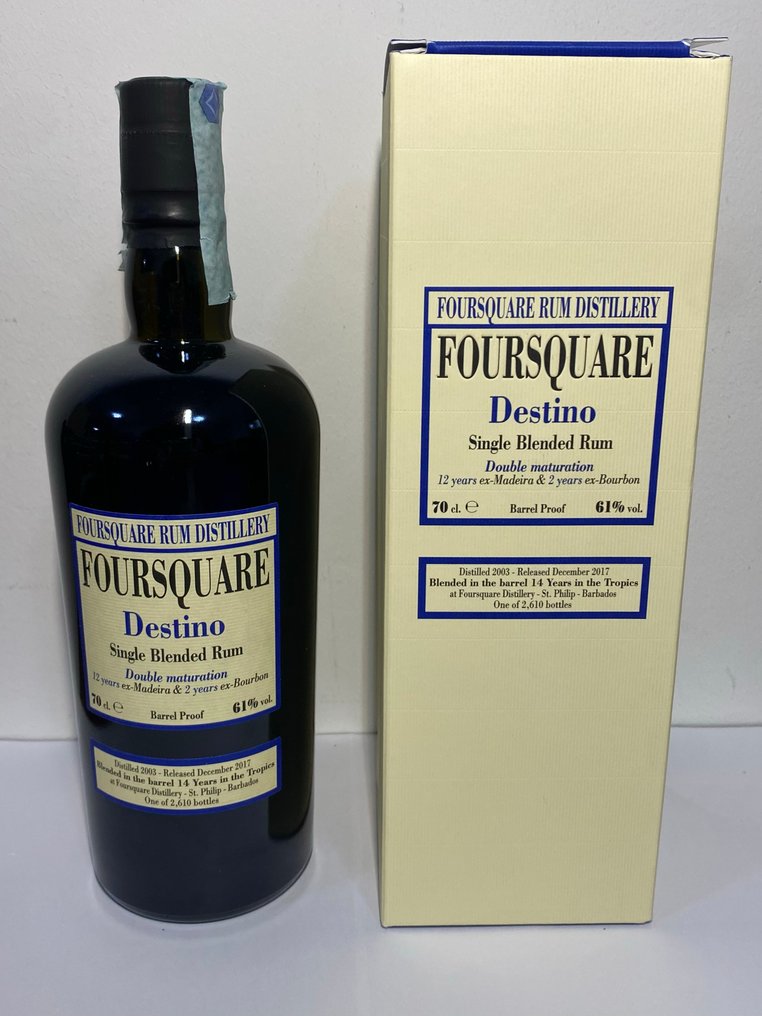 FOURSQUARE RUM DISTILLERY
FOURSQUARE
Destino
Single Blended Rum
Double maturation
12 years ex-Madeira & 2 years ex-Bourbon
70 cl. ℮ Barrel Proof 61% vol.
Distilled 2003 - Released December 2017
Blended in the barrel 14 Years in the Tropics
at Foursquare Distillery - St. Philip - Barbados
One of 2,610 bottles
FOURSQUARE RUM DISTILLERY
FOURSQUARE
Destino
Single Blended Rum
Double maturation
12 years ex-Madeira & 2 years ex-Bourbon
70 cl. ℮ Barrel Proof 61% vol.
Distilled 2003 - Released December 2017
Blended in the barrel 14 Years in the Tropics
at Foursquare Distillery - St. Philip - Barbados
One of 2,610 bottles